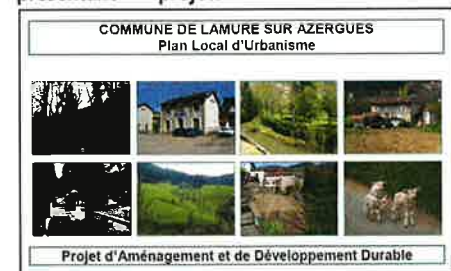 COMMUNE DE LAMURE SUR AZERGUES
Plan Local d'Urbanisme
Projet d'Aménagement et de Développement Durable